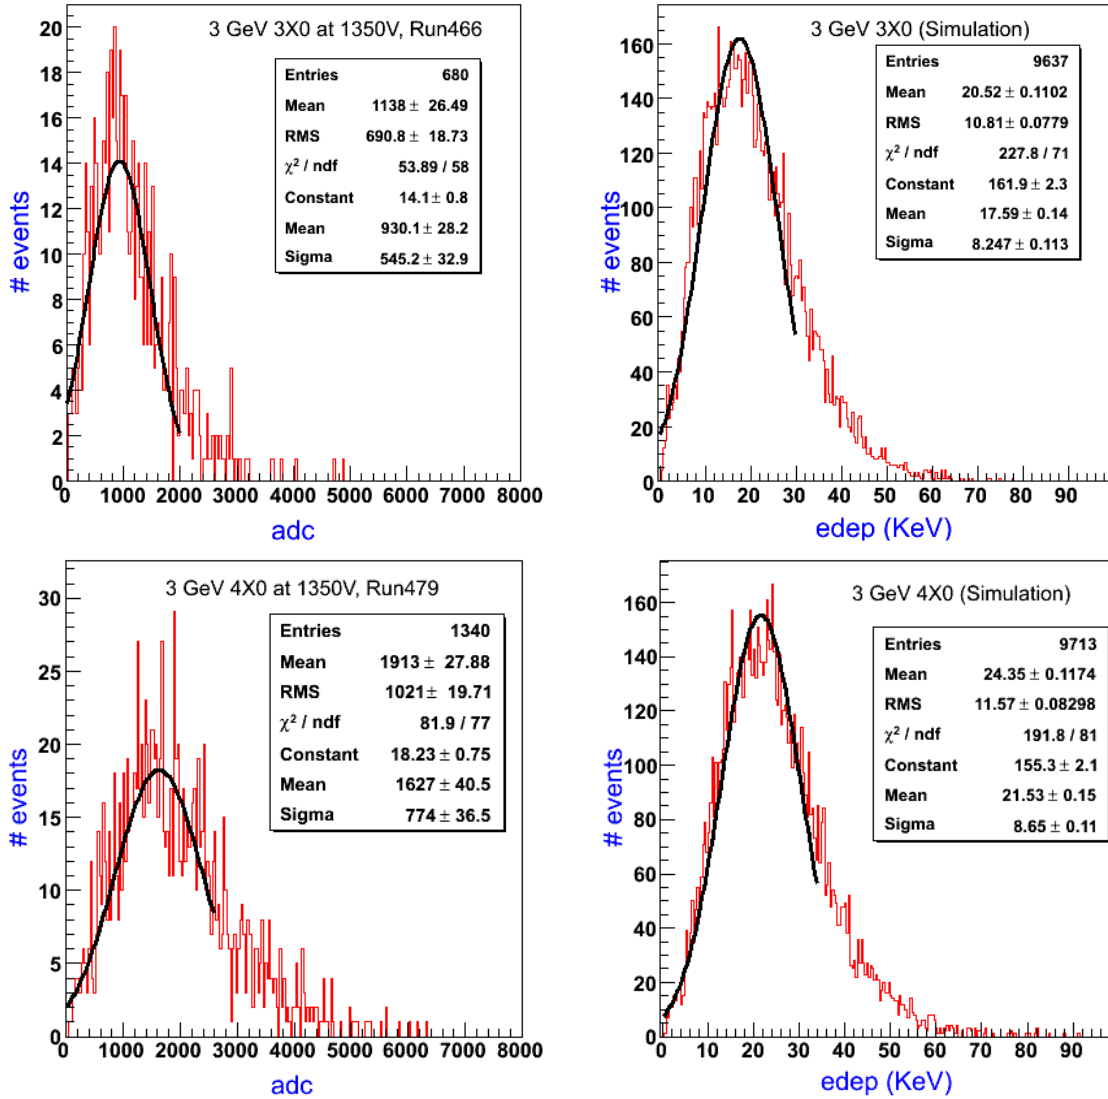 3 GeV 3X0 at 1350V, Run466
Entries 680
Mean 1138 ± 26.49
RMS 690.8 ± 18.73
χ² / ndf 53.89 / 58
Constant 14.1 ± 0.8
Mean 930.1 ± 28.2
Sigma 545.2 ± 32.9
# events
20
18
16
14
12
10
8
6
4
2
0
0 1000 2000 3000 4000 5000 6000 7000 8000
adc
3 GeV 3X0 (Simulation)
Entries 9637
Mean 20.52 ± 0.1102
RMS 10.81 ± 0.0779
χ² / ndf 227.8 / 71
Constant 161.9 ± 2.3
Mean 17.59 ± 0.14
Sigma 8.247 ± 0.113
# events
160
140
120
100
80
60
40
20
0
0 10 20 30 40 50 60 70 80 90
edep (KeV)
3 GeV 4X0 at 1350V, Run479
Entries 1340
Mean 1913 ± 27.88
RMS 1021 ± 19.71
χ² / ndf 81.9 / 77
Constant 18.23 ± 0.75
Mean 1627 ± 40.5
Sigma 774 ± 36.5
# events
30
25
20
15
10
5
0
0 1000 2000 3000 4000 5000 6000 7000 8000
adc
3 GeV 4X0 (Simulation)
Entries 9713
Mean 24.35 ± 0.1174
RMS 11.57 ± 0.08298
χ² / ndf 191.8 / 81
Constant 155.3 ± 2.1
Mean 21.53 ± 0.15
Sigma 8.65 ± 0.11
# events
160
140
120
100
80
60
40
20
0
0 10 20 30 40 50 60 70 80 90
edep (KeV)